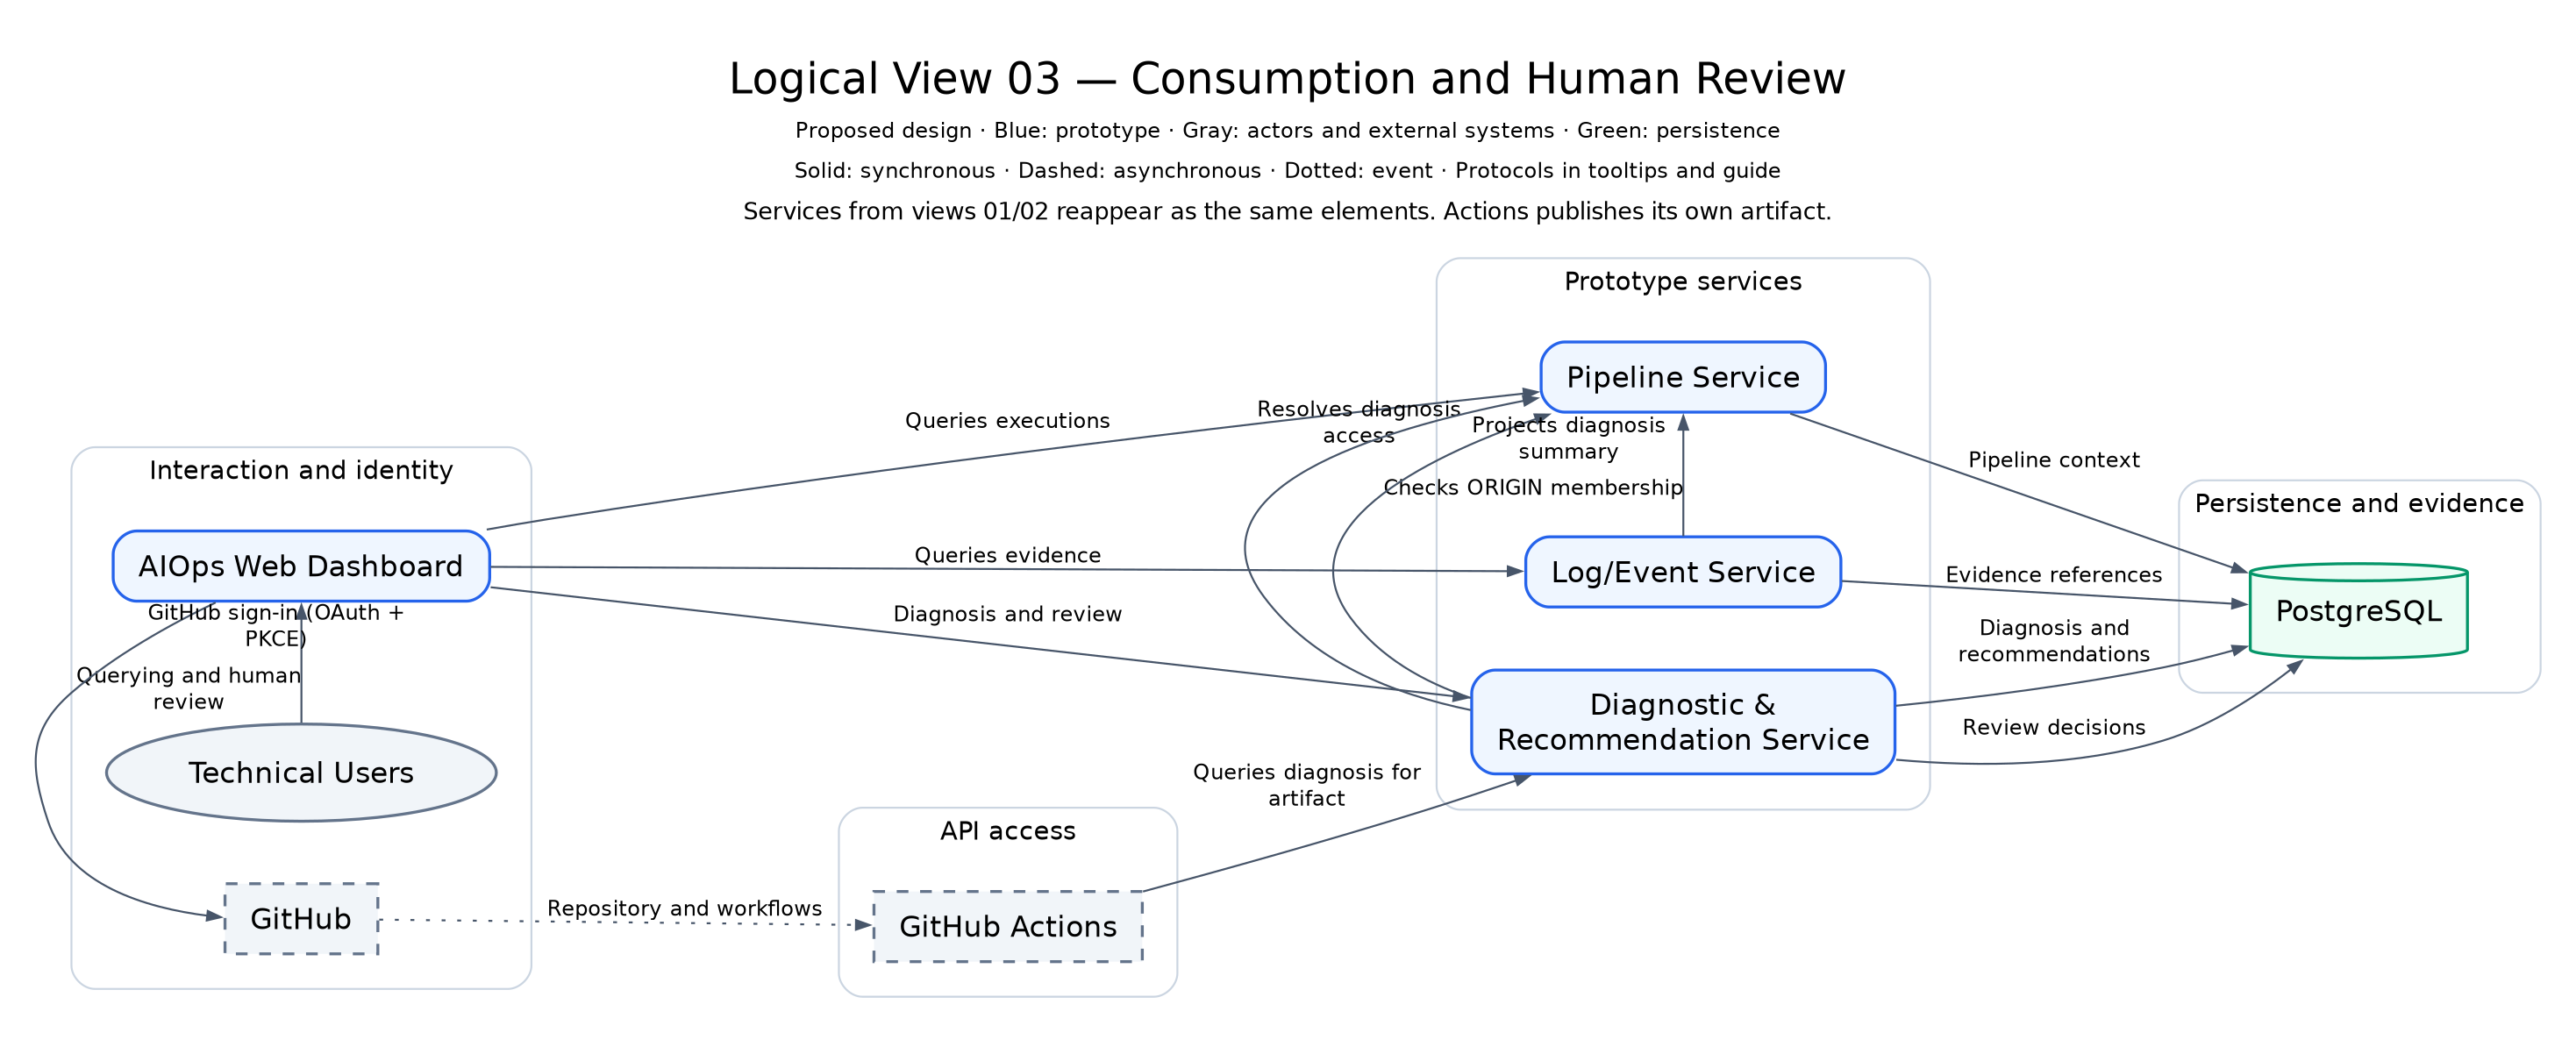 Logical View 03 — Consumption and Human Review
Proposed design · Blue: prototype · Gray: actors and external systems · Green: persistence
Solid: synchronous · Dashed: asynchronous · Dotted: event · Protocols in tooltips and guide
Services from views 01/02 reappear as the same elements. Actions publishes its own artifact.
Interaction and identity
AIOps Web Dashboard
GitHub sign-in (OAuth +
PKCE)
Querying and human
review
Technical Users
GitHub
Repository and workflows
API access
GitHub Actions
Queries executions
Queries evidence
Diagnosis and review
Queries diagnosis for
artifact
Prototype services
Pipeline Service
Resolves diagnosis
access
Projects diagnosis
summary
Checks ORIGIN membership
Log/Event Service
Diagnostic &
Recommendation Service
Pipeline context
Evidence references
Diagnosis and
recommendations
Review decisions
Persistence and evidence
PostgreSQL